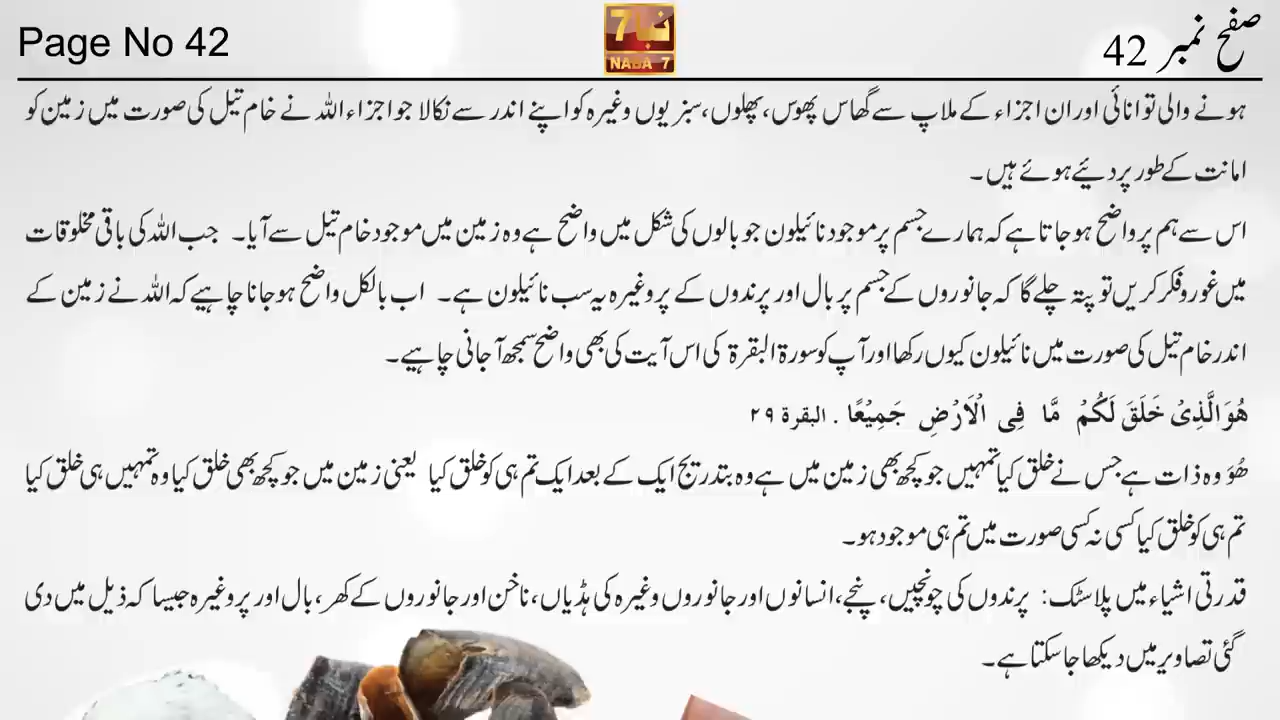 Page No 42
نبا 7
NABA 7
صفح نمبر 42
ہونے والی توانائی اور ان اجزاء کے ملاپ سے گھاس پھوس، پھلوں، سبزیوں وغیرہ کو اپنے اندر سے نکالا جو اجزاء اللہ نے خام تیل کی صورت میں زمین کو
امانت کے طور پر دیئے ہوئے ہیں۔
اس سے ہم پر واضح ہو جاتا ہے کہ ہمارے جسم پر موجود نائیلون جو بالوں کی شکل میں واضح ہے وہ زمین میں موجود خام تیل سے آیا۔ جب اللہ کی باقی مخلوقات
میں غور و فکر کریں تو پتہ چلے گا کہ جانوروں کے جسم پر بال اور پرندوں کے پر وغیرہ یہ سب نائیلون ہے۔ اب بالکل واضح ہو جانا چاہیے کہ اللہ نے زمین کے
اندر خام تیل کی صورت میں نائیلون کیوں رکھا اور آپ کو سورۃ البقرۃ کی اس آیت کی بھی واضح سمجھ آ جانی چاہیے۔
هُوَ الَّذِیْ خَلَقَ لَكُمْ مَّا فِی الْاَرْضِ جَمِیْعًا . البقرة ٢٩
ھُوَ وہ ذات ہے جس نے خلق کیا تمہیں جو کچھ بھی زمین میں ہے وہ بتدریج ایک کے بعد ایک تم ہی کو خلق کیا یعنی زمین میں جو کچھ بھی خلق کیا وہ تمہیں ہی خلق کیا
تم ہی کو خلق کیا کسی نہ کسی صورت میں تم ہی موجود ہو۔
قدرتی اشیاء میں پلاسٹک: پرندوں کی چونچیں، پنجے، انسانوں اور جانوروں وغیرہ کی ہڈیاں، ناخن اور جانوروں کے کھر، بال اور پر وغیرہ جیسا کہ ذیل میں دی
گئی تصاویر میں دیکھا جا سکتا ہے۔